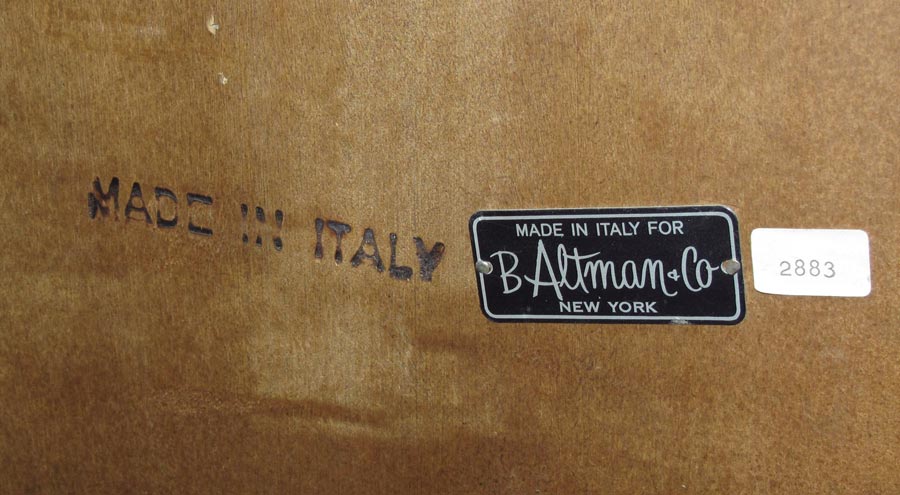 MADE IN ITALY
MADE IN ITALY FOR
B Altman & Co
NEW YORK
2883